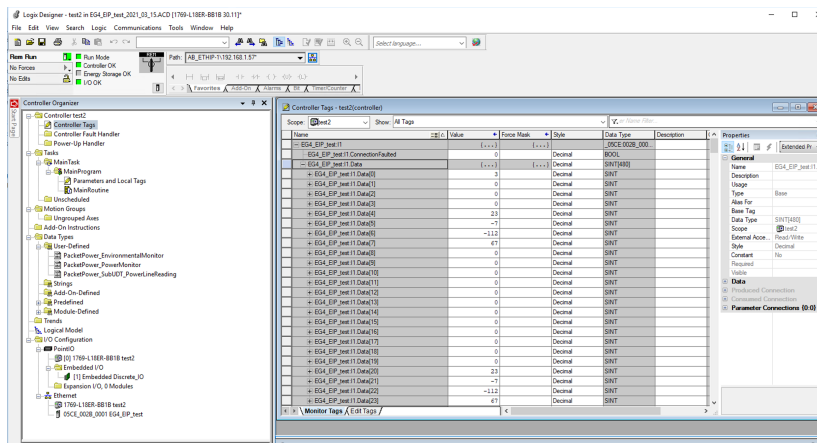 Logix Designer - test2 in EG4_EIP_test_2021_03_15.ACD [1769-L18ER-BB1B 30.11]*
File Edit View Search Logic Communications Tools Window Help
Select language...
Rem Run Run Mode Path: AB_ETHIP-1\192.168.1.57*
No Forces Controller OK
No Edits Energy Storage OK
I/O OK
Favorites Add-On Alarms Bit Timer/Counter
Start Page
Controller Organizer
Controller test2
Controller Tags
Controller Fault Handler
Power-Up Handler
Tasks
MainTask
MainProgram
Parameters and Local Tags
MainRoutine
Unscheduled
Motion Groups
Ungrouped Axes
Add-On Instructions
Data Types
User-Defined
PacketPower_EnvironmentalMonitor
PacketPower_PowerMonitor
PacketPower_SubUDT_PowerLineReading
Strings
Add-On-Defined
Predefined
Module-Defined
Trends
Logical Model
I/O Configuration
PointIO
[0] 1769-L18ER-BB1B test2
Embedded I/O
[1] Embedded Discrete_IO
Expansion I/O, 0 Modules
Ethernet
1769-L18ER-BB1B test2
05CE_002B_0001 EG4_EIP_test
Controller Tags - test2(controller)
Scope: test2 Show: All Tags Enter Name Filter...
Name Value Force Mask Style Data Type Description
EG4_EIP_test:I1 {...} {...} _05CE:002B_000...
EG4_EIP_test:I1.ConnectionFaulted 0 Decimal BOOL
EG4_EIP_test:I1.Data {...} {...} Decimal SINT[480]
EG4_EIP_test:I1.Data[0] 3 Decimal SINT
EG4_EIP_test:I1.Data[1] 0 Decimal SINT
EG4_EIP_test:I1.Data[2] 0 Decimal SINT
EG4_EIP_test:I1.Data[3] 0 Decimal SINT
EG4_EIP_test:I1.Data[4] 23 Decimal SINT
EG4_EIP_test:I1.Data[5] -7 Decimal SINT
EG4_EIP_test:I1.Data[6] -112 Decimal SINT
EG4_EIP_test:I1.Data[7] 67 Decimal SINT
EG4_EIP_test:I1.Data[8] 0 Decimal SINT
EG4_EIP_test:I1.Data[9] 0 Decimal SINT
EG4_EIP_test:I1.Data[10] 0 Decimal SINT
EG4_EIP_test:I1.Data[11] 0 Decimal SINT
EG4_EIP_test:I1.Data[12] 0 Decimal SINT
EG4_EIP_test:I1.Data[13] 0 Decimal SINT
EG4_EIP_test:I1.Data[14] 0 Decimal SINT
EG4_EIP_test:I1.Data[15] 0 Decimal SINT
EG4_EIP_test:I1.Data[16] 0 Decimal SINT
EG4_EIP_test:I1.Data[17] 0 Decimal SINT
EG4_EIP_test:I1.Data[18] 0 Decimal SINT
EG4_EIP_test:I1.Data[19] 0 Decimal SINT
EG4_EIP_test:I1.Data[20] 23 Decimal SINT
EG4_EIP_test:I1.Data[21] -7 Decimal SINT
EG4_EIP_test:I1.Data[22] -112 Decimal SINT
EG4_EIP_test:I1.Data[23] 67 Decimal SINT
Monitor Tags Edit Tags
Properties
Extended Pr
General
Name EG4_EIP_test:I1.
Description
Usage
Type Base
Alias For
Base Tag
Data Type SINT[480]
Scope test2
External Acce... Read/Write
Style Decimal
Constant No
Required
Visible
Data
Produced Connection
Consumed Connection
Parameter Connections {0:0}